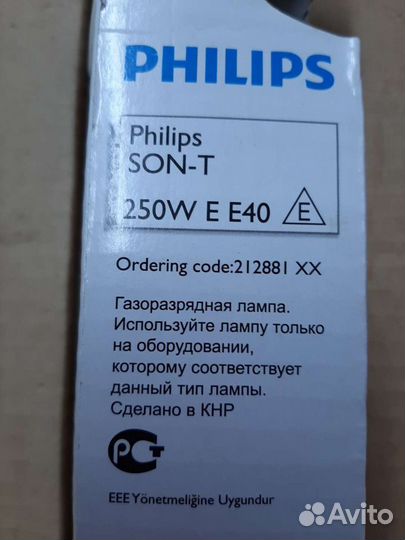 PHILIPS
Philips
SON-T
250W E E40 E
Ordering code:212881 XX
Газоразрядная лампа.
Используйте лампу только
на оборудовании,
которому соответствует
данный тип лампы.
Сделано в КНР
РСТ
EEE Yönetmeliğine Uygundur
Avito